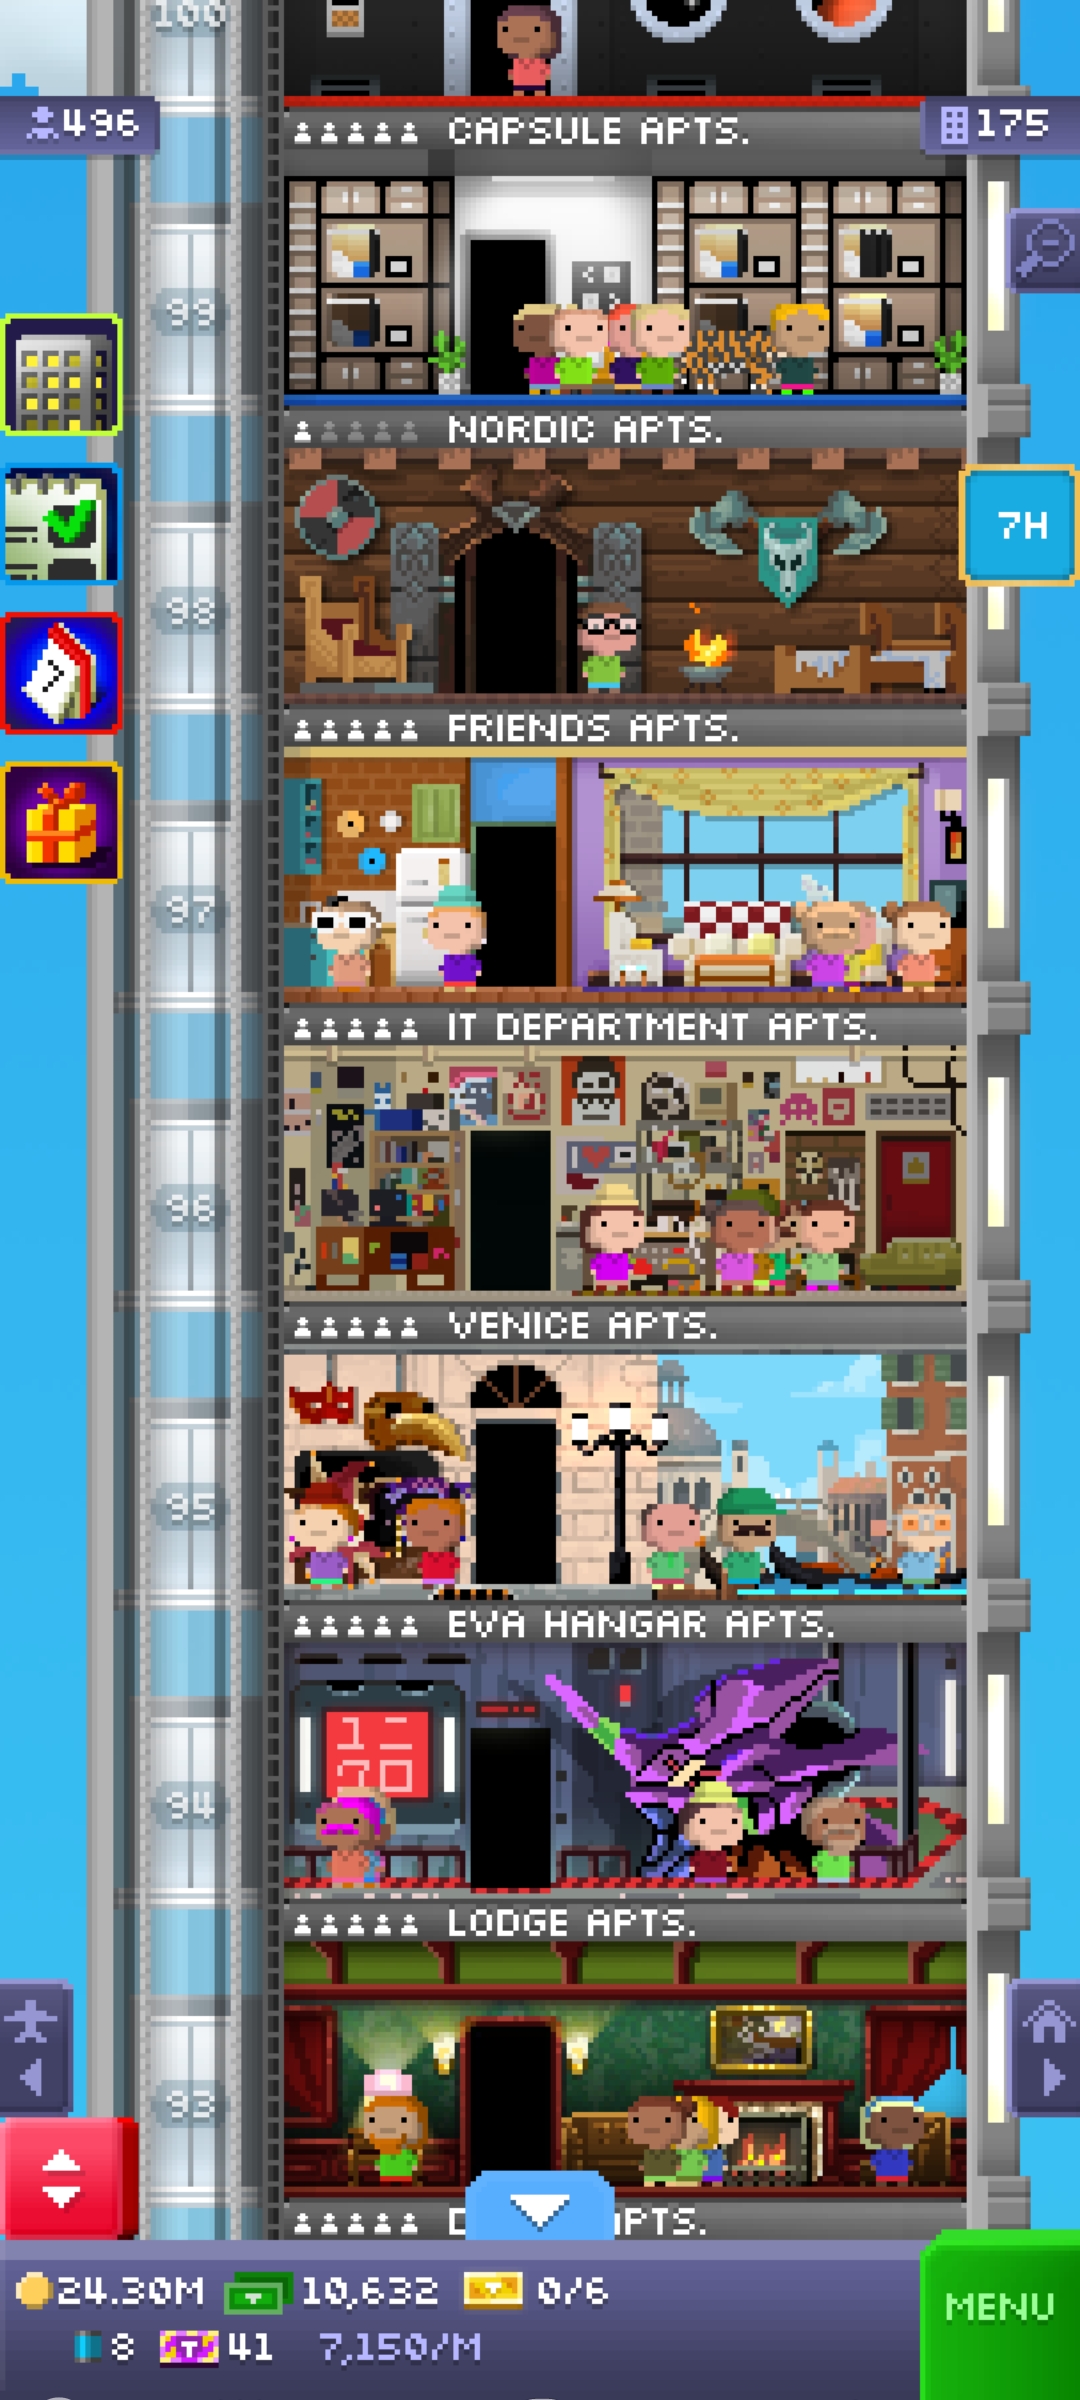 100
496
175
CAPSULE APTS.
99
NORDIC APTS.
7H
98
FRIENDS APTS.
97
IT DEPARTMENT APTS.
96
VENICE APTS.
95
EVA HANGAR APTS.
94
LODGE APTS.
93
PTS.
24.30M 10,632 0/6
MENU
8 T 41 7,150/M